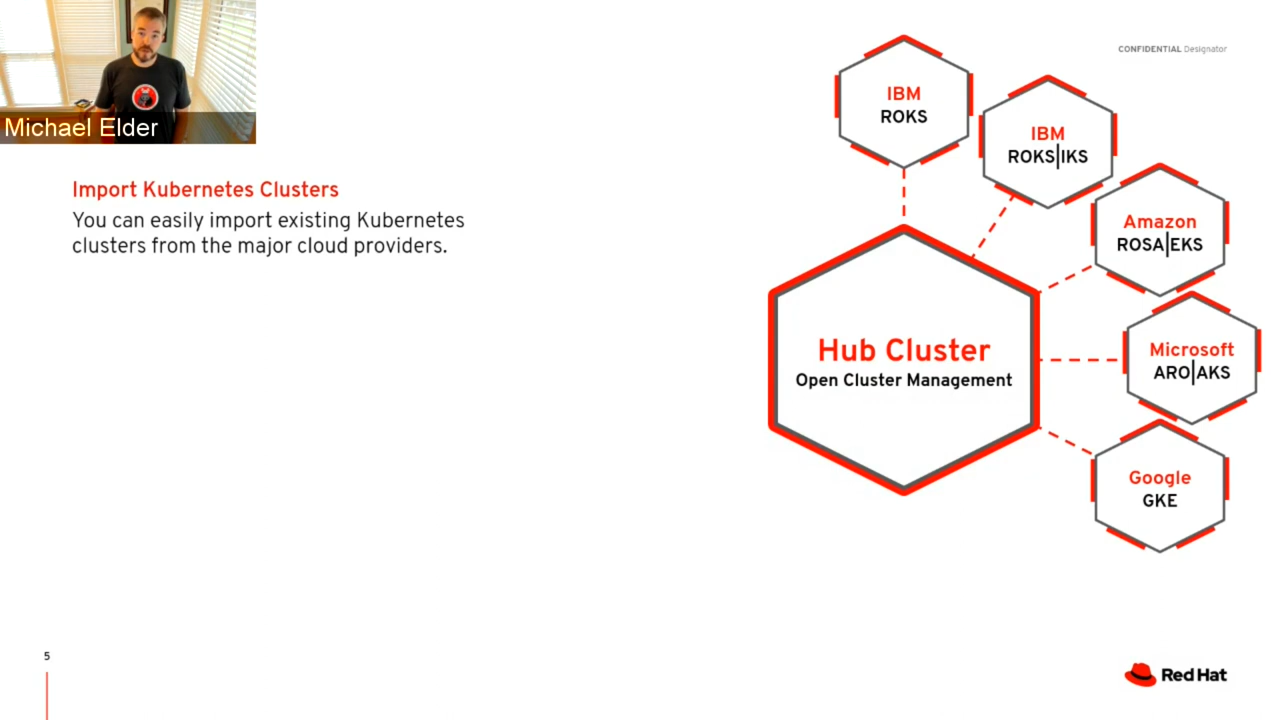 Michael Elder
CONFIDENTIAL Designator
Import Kubernetes Clusters
You can easily import existing Kubernetes
clusters from the major cloud providers.
IBM
ROKS
IBM
ROKS|IKS
Amazon
ROSA|EKS
Microsoft
ARO|AKS
Google
GKE
Hub Cluster
Open Cluster Management
5
Red Hat